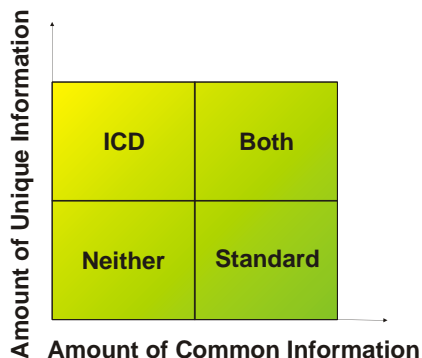 Amount of Unique Information
ICD
Both
Neither
Standard
Amount of Common Information